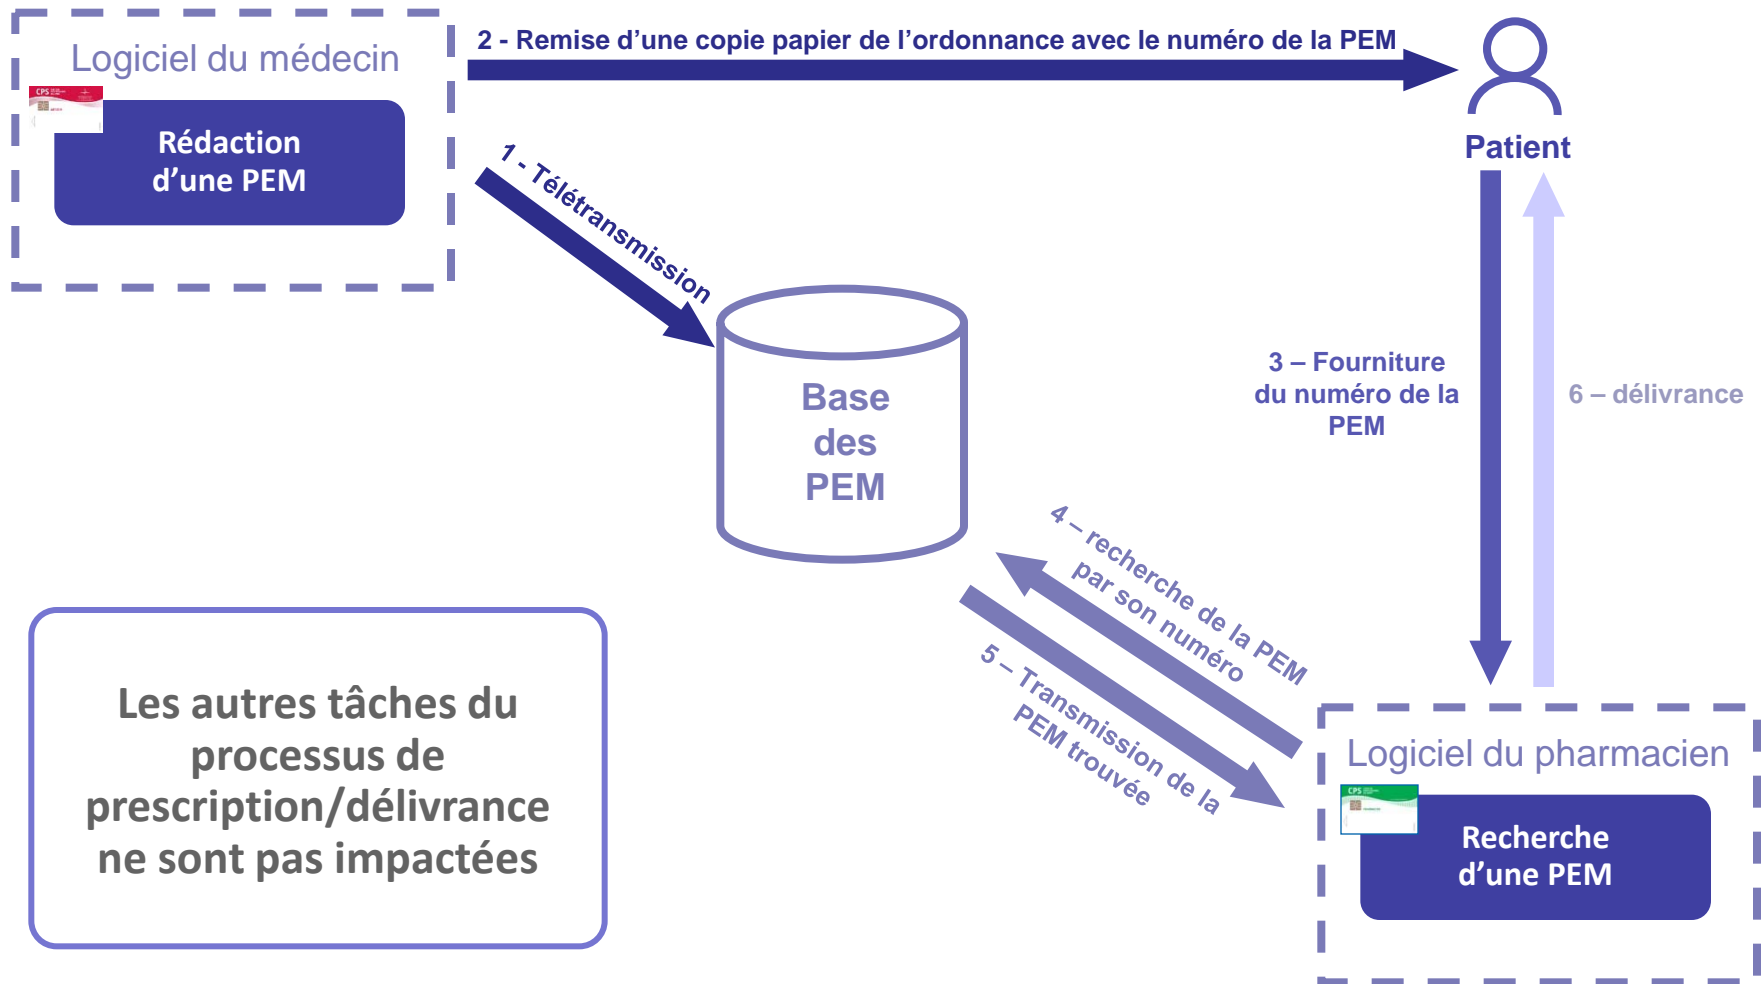 Logiciel du médecin
CPS
Rédaction
d’une PEM
2 - Remise d’une copie papier de l’ordonnance avec le numéro de la PEM
Patient
1 - Télétransmission
Base
des
PEM
3 – Fourniture
du numéro de la
PEM
6 – délivrance
4 – recherche de la PEM
par son numéro
5 – Transmission de la
PEM trouvée
Les autres tâches du
processus de
prescription/délivrance
ne sont pas impactées
Logiciel du pharmacien
CPS
Recherche
d’une PEM